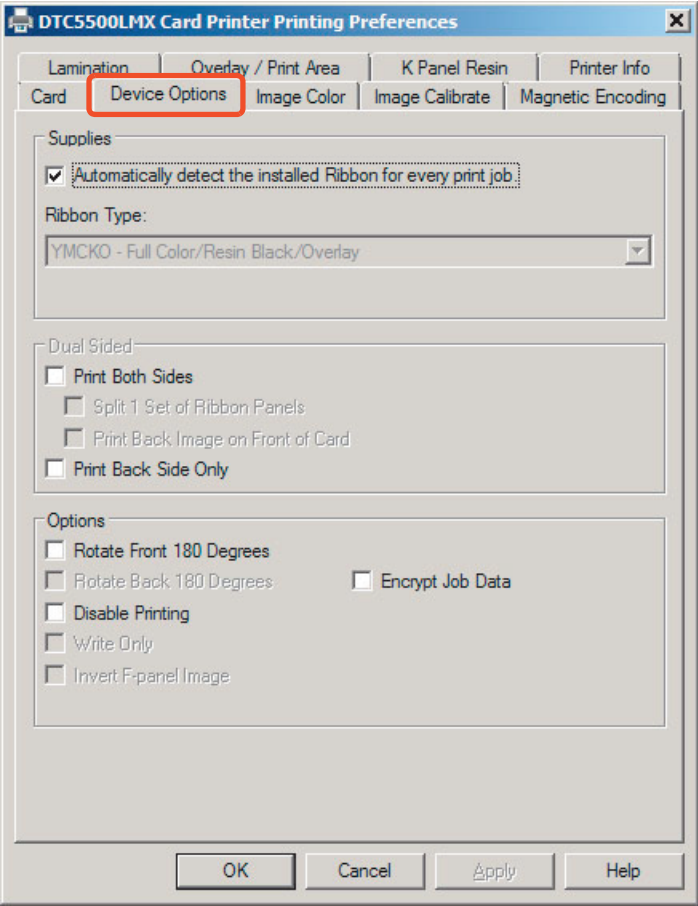 DTC5500LMX Card Printer Printing Preferences
Lamination Overlay / Print Area K Panel Resin Printer Info
Card Device Options Image Color Image Calibrate Magnetic Encoding
Supplies
Automatically detect the installed Ribbon for every print job.
Ribbon Type:
YMCKO - Full Color/Resin Black/Overlay
Dual Sided
Print Both Sides
Split 1 Set of Ribbon Panels
Print Back Image on Front of Card
Print Back Side Only
Options
Rotate Front 180 Degrees
Rotate Back 180 Degrees Encrypt Job Data
Disable Printing
Write Only
Invert F-panel Image
OK Cancel Apply Help